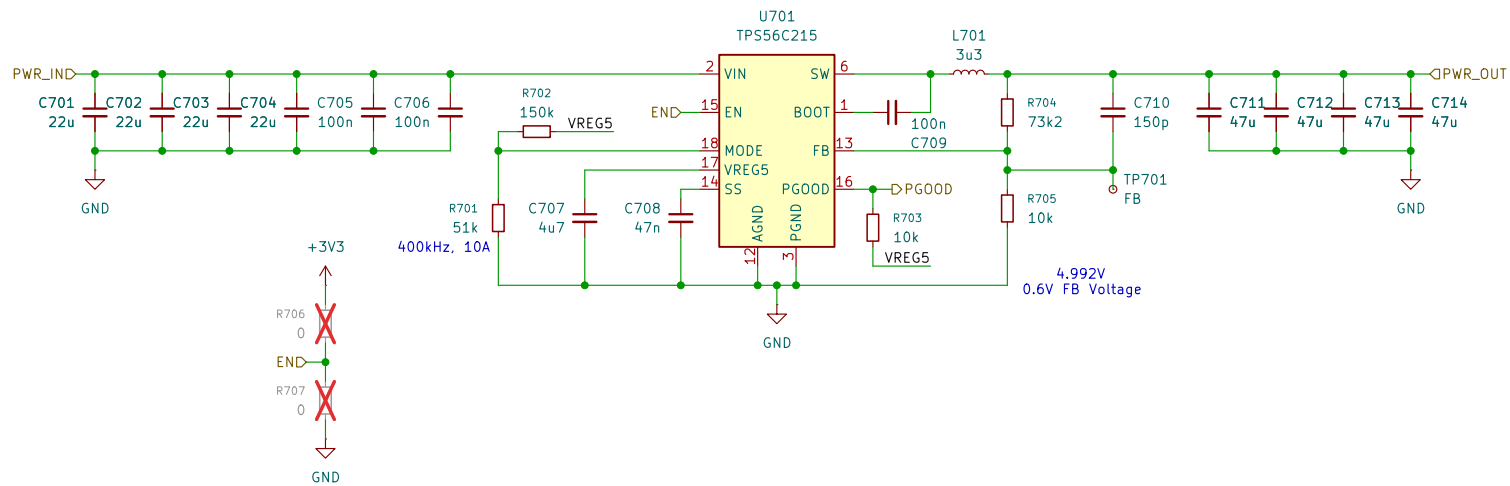 U701
TPS56C215
L701
3u3
PWR_IN
2
VIN
SW
6
PWR_OUT
C701
22u
C702
22u
C703
22u
C704
22u
C705
100n
C706
100n
R702
150k
VREG5
EN
15
EN
BOOT
1
100n
C709
R704
73k2
C710
150p
C711
47u
C712
47u
C713
47u
C714
47u
18
MODE
FB
13
17
VREG5
14
SS
PGOOD
16
PGOOD
TP701
FB
GND
R701
51k
400kHz, 10A
C707
4u7
C708
47n
AGND
12
PGND
3
R703
10k
VREG5
R705
10k
GND
+3V3
4.992V
0.6V FB Voltage
R706
0
GND
EN
R707
0
GND